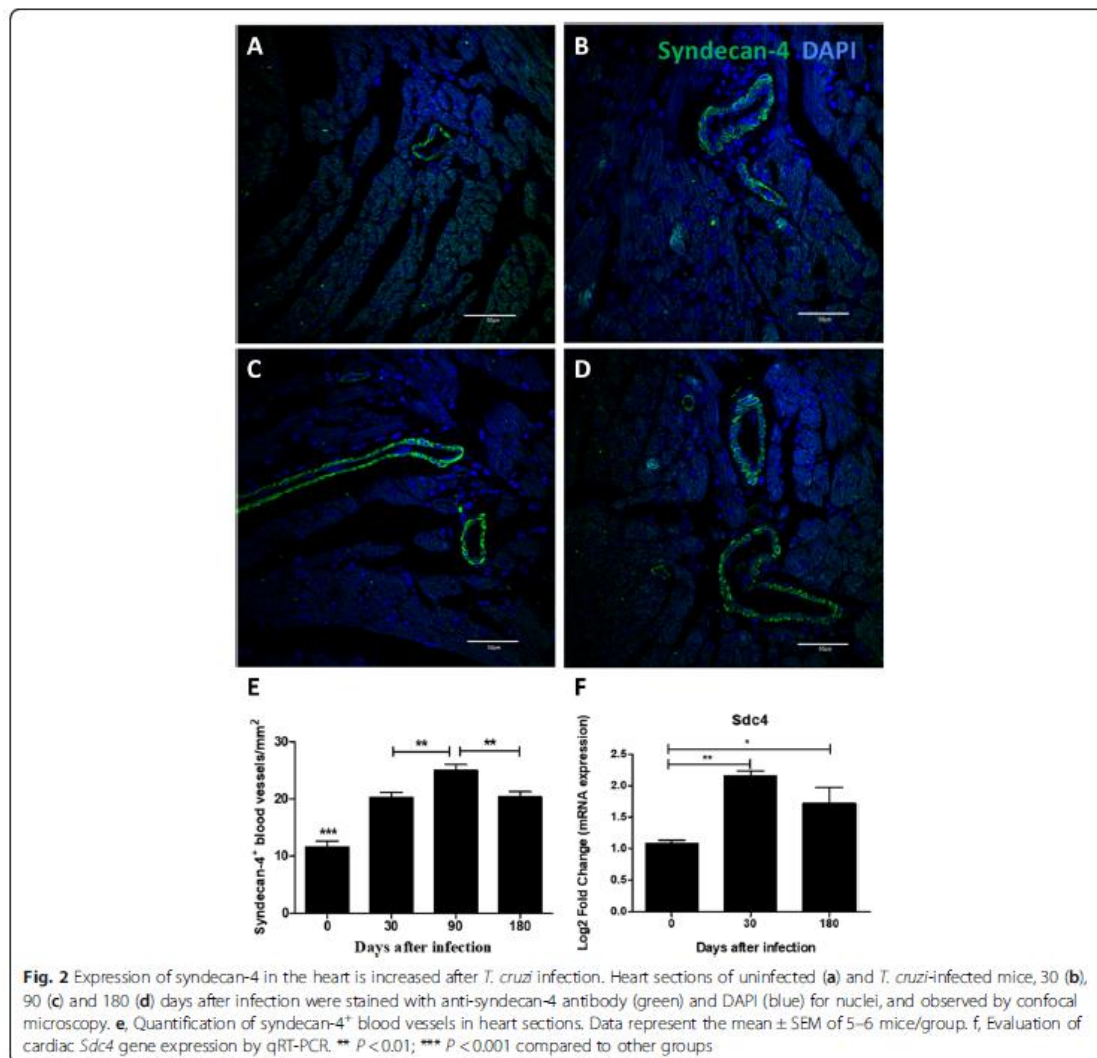 A
B
Syndecan-4 DAPI
50µm
50µm
C
D
50µm
50µm
E
F
Syndecan-4⁺ blood vessels/mm²
30
20
10
0
***
**
**
0 30 90 180
Days after infection
Sdc4
Log2 Fold Change (mRNA expression)
2.5
2.0
1.5
1.0
0.5
0.0
*
**
0 30 180
Days after infection
Fig. 2 Expression of syndecan-4 in the heart is increased after T. cruzi infection. Heart sections of uninfected (a) and T. cruzi-infected mice, 30 (b),
90 (c) and 180 (d) days after infection were stained with anti-syndecan-4 antibody (green) and DAPI (blue) for nuclei, and observed by confocal
microscopy. e, Quantification of syndecan-4⁺ blood vessels in heart sections. Data represent the mean ± SEM of 5–6 mice/group. f, Evaluation of
cardiac Sdc4 gene expression by qRT-PCR. ** P < 0.01; *** P < 0.001 compared to other groups